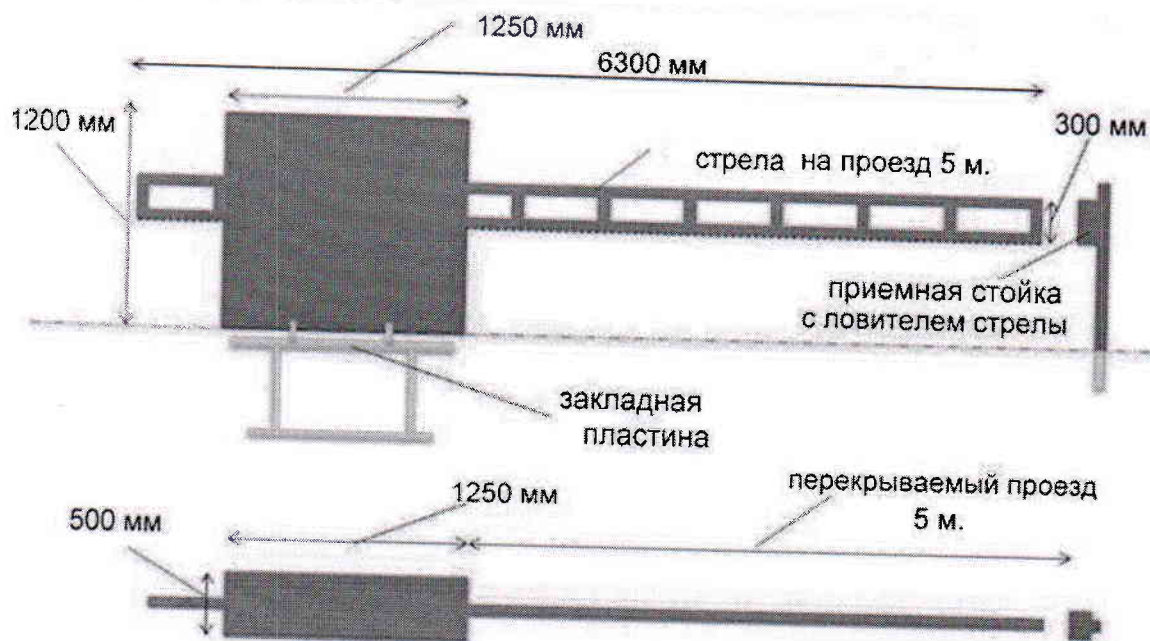 1250 мм
6300 мм
1200 мм
300 мм
стрела на проезд 5 м.
приемная стойка
с ловителем стрелы
закладная
пластина
1250 мм
перекрываемый проезд
5 м.
500 мм